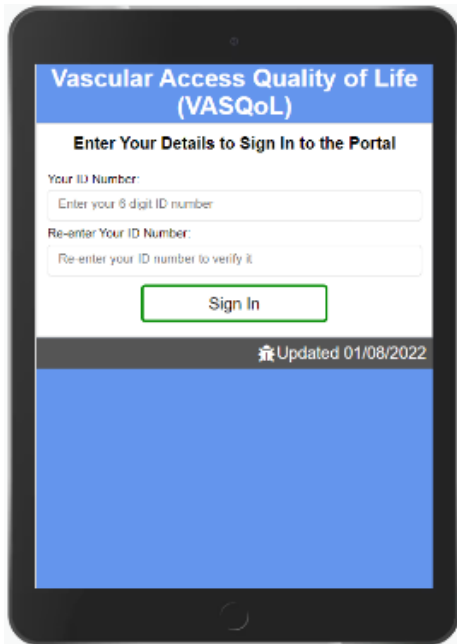 Vascular Access Quality of Life
(VASQoL)
Enter Your Details to Sign In to the Portal
Your ID Number:
Enter your 6 digit ID number
Re-enter Your ID Number:
Re-enter your ID number to verify it
Sign In
Updated 01/08/2022